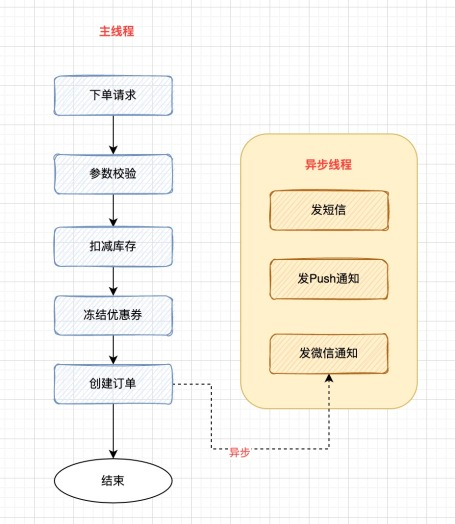 主线程
下单请求
参数校验
扣减库存
冻结优惠券
创建订单
结束
异步
异步线程
发短信
发Push通知
发微信通知